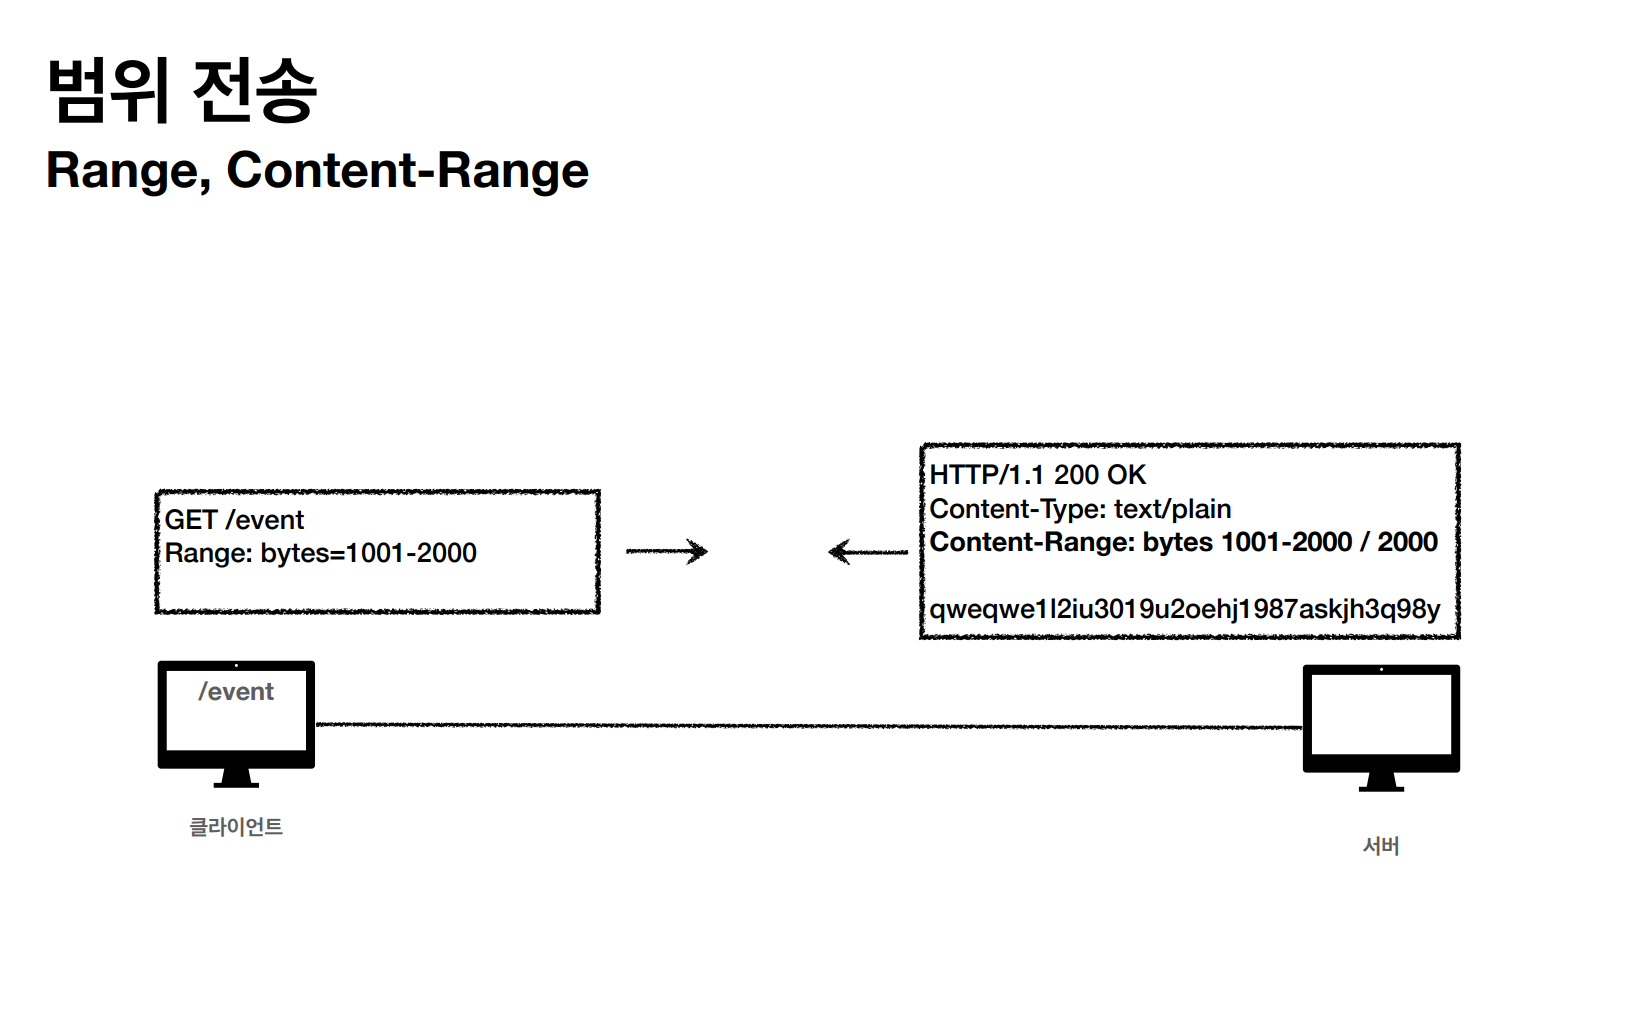 범위 전송
Range, Content-Range
GET /event
Range: bytes=1001-2000
HTTP/1.1 200 OK
Content-Type: text/plain
Content-Range: bytes 1001-2000 / 2000
qweqwe1l2iu3019u2oehj1987askjh3q98y
/event
클라이언트
서버